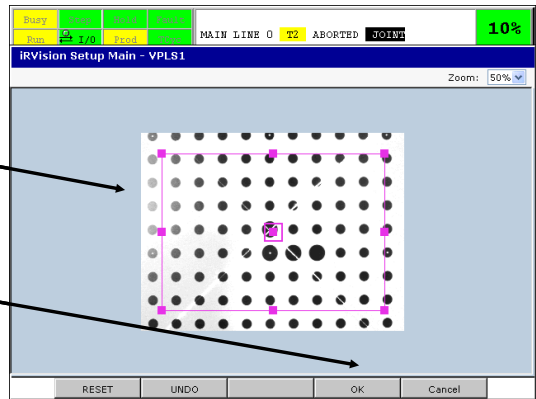 Busy Step Hold Fault
MAIN LINE 0 T2 ABORTED JOINT 10%
Run I/O Prod
iRVision Setup Main - VPLS1
Zoom: 50%
RESET UNDO OK Cancel